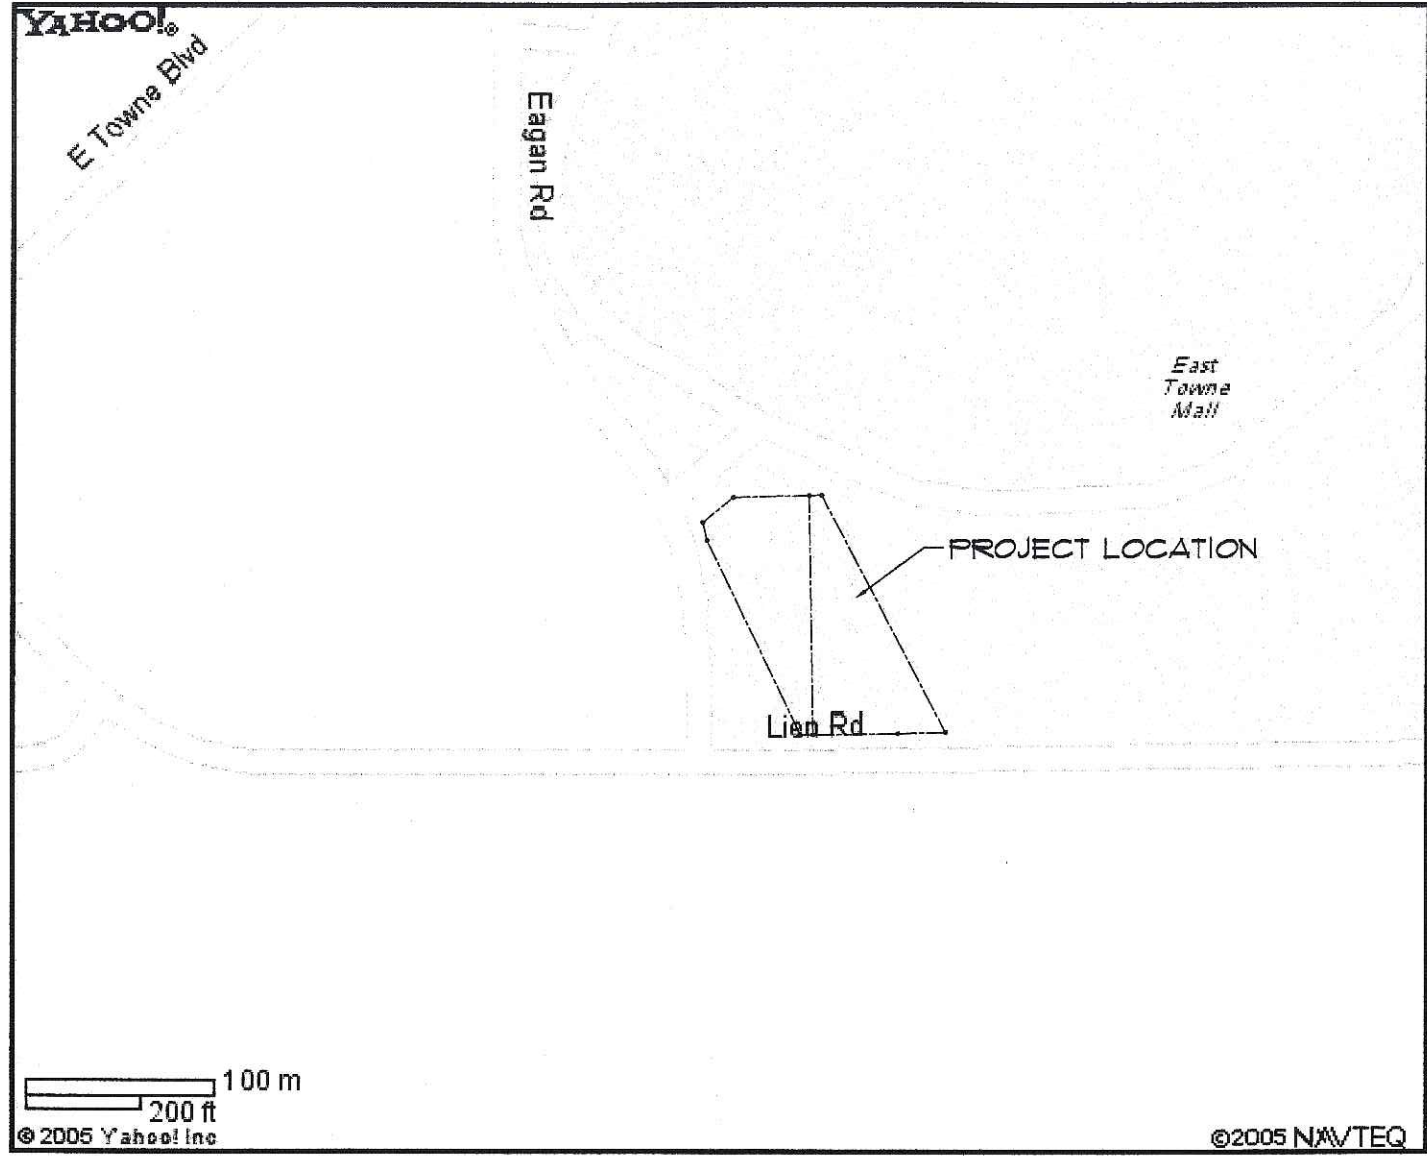 YAHOO!®
E Towne Blvd
Eagan Rd
East
Towne
Mall
PROJECT LOCATION
Lien Rd
100 m
200 ft
© 2005 Yahoo! Inc
©2005 NAVTEQ